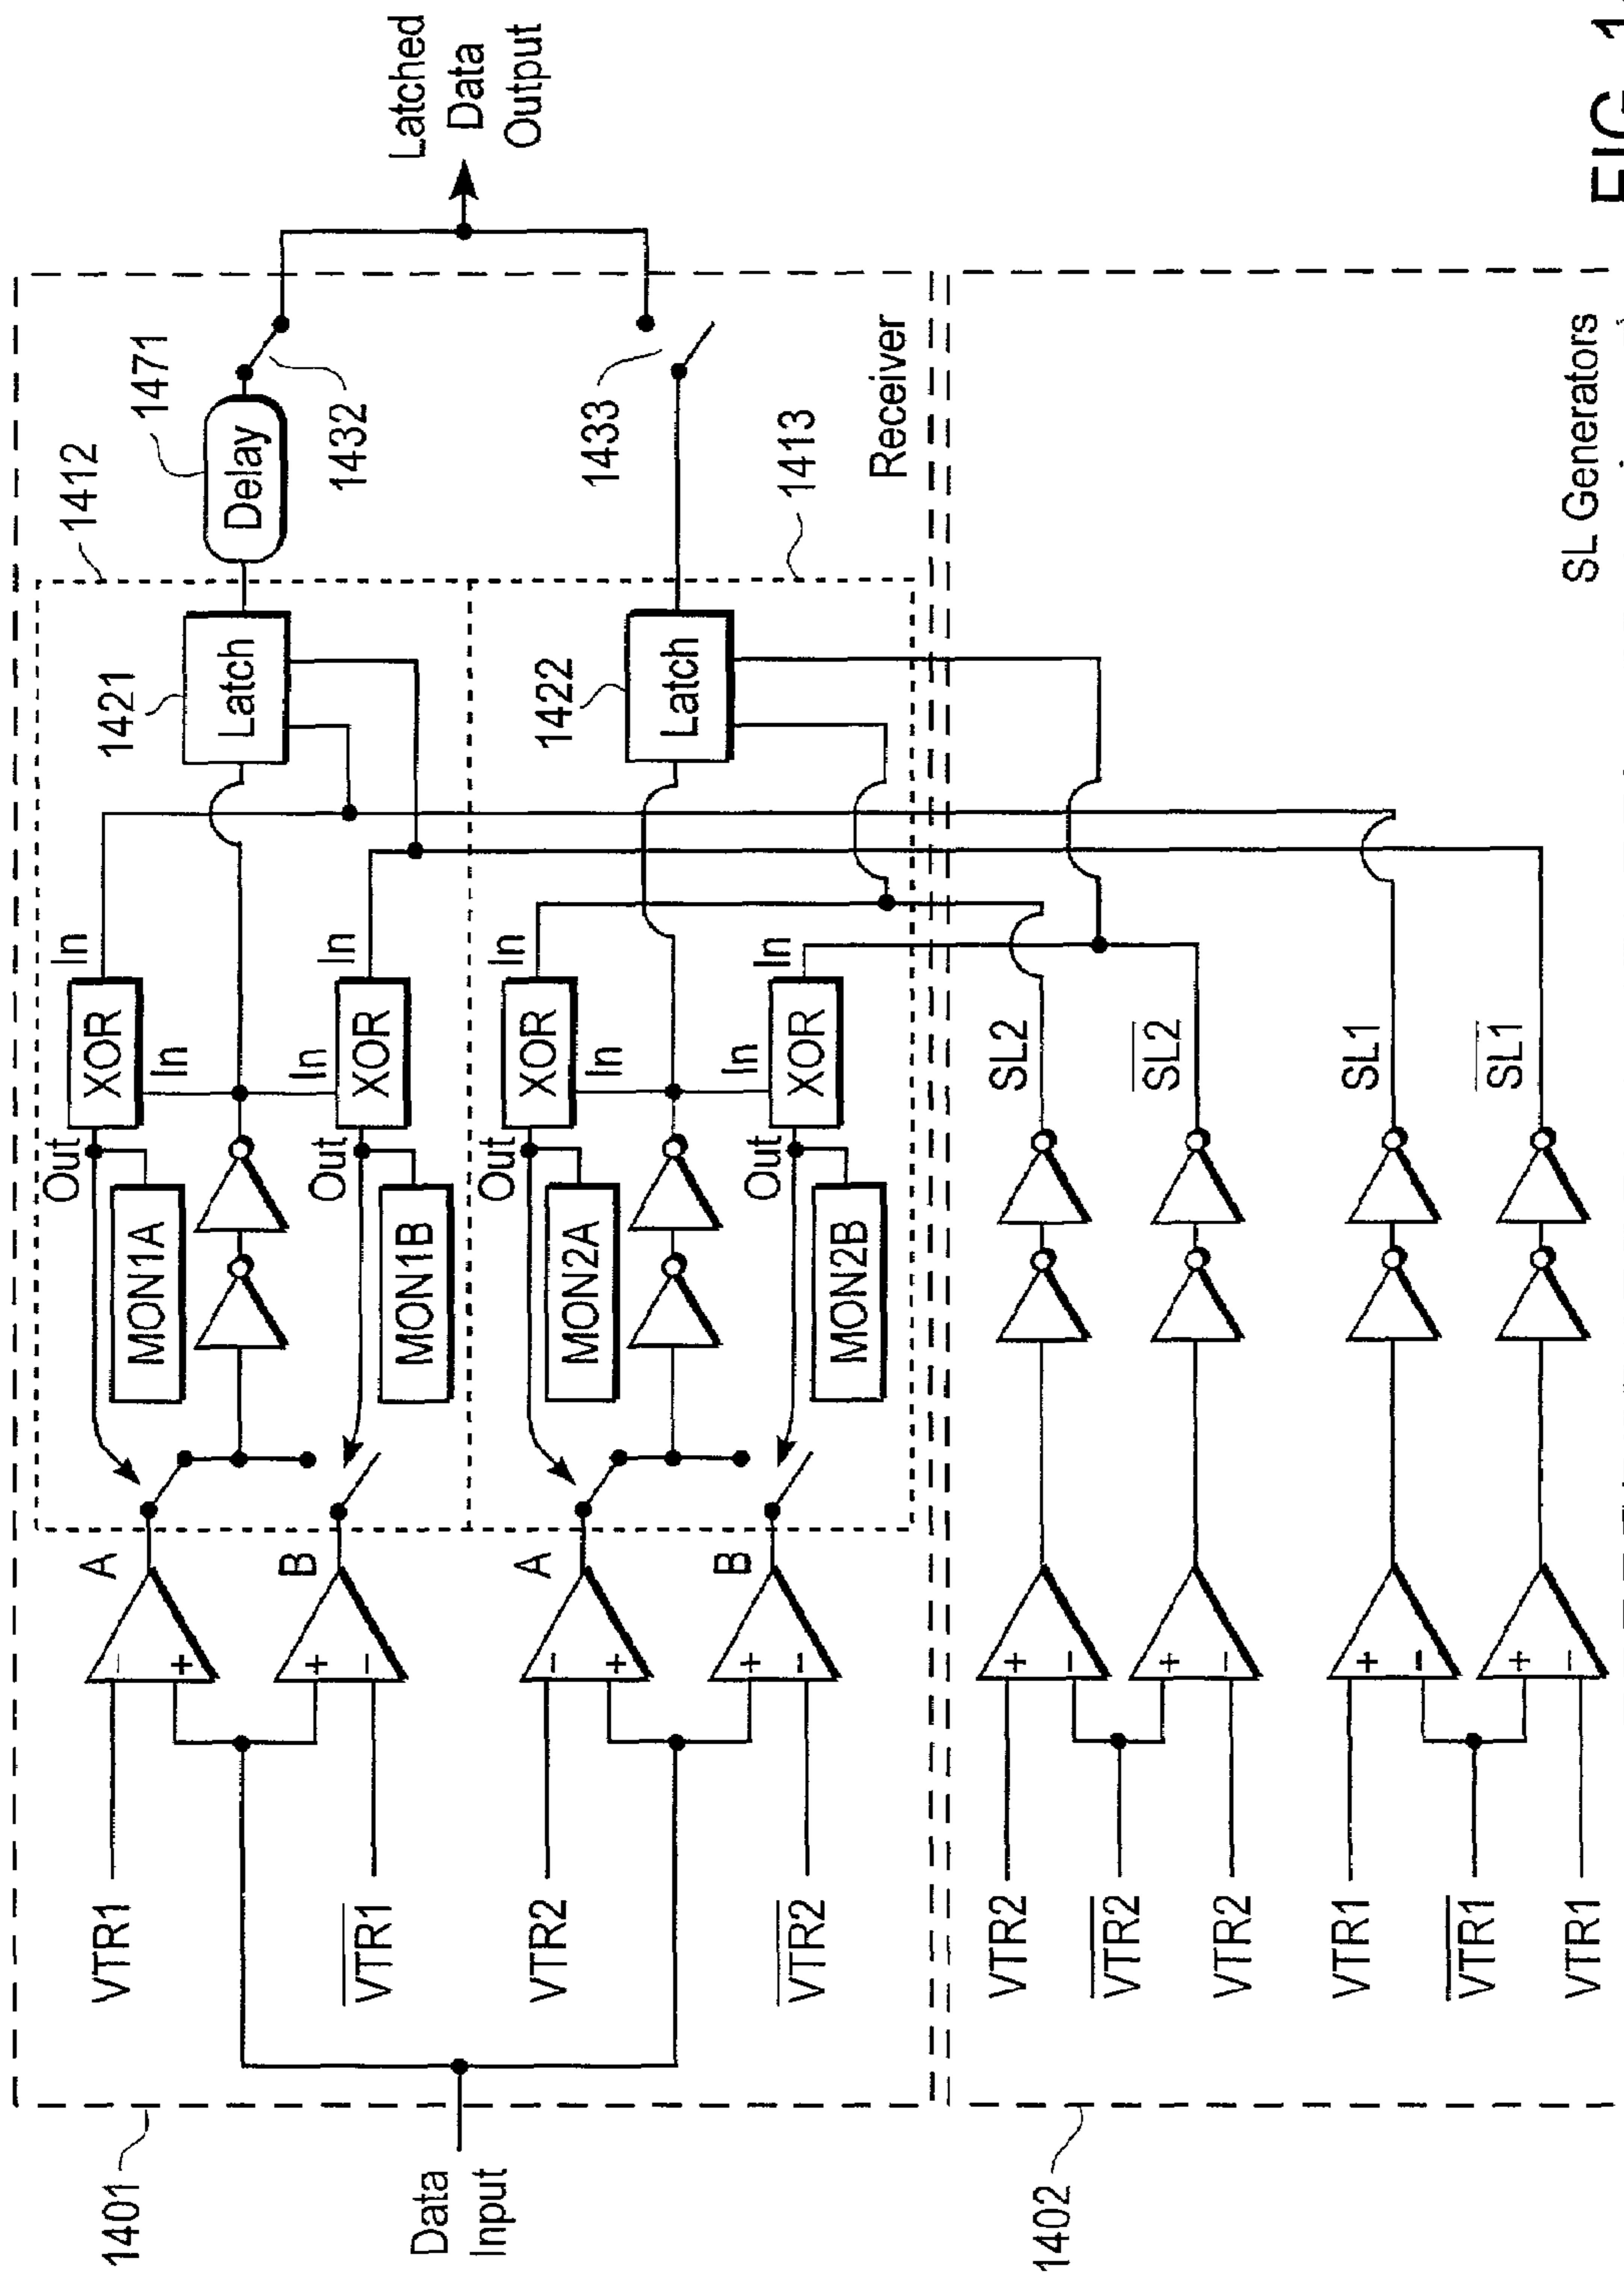 1401
Data
Input
VTR1
VTR1
VTR2
VTR2
A
B
A
B
-
+
+
-
-
+
+
-
Out
MON1A
XOR
In
In
Out
MON1B
XOR
In
In
Out
MON2A
XOR
In
In
Out
MON2B
XOR
In
In
1421
Latch
1412
Delay
1471
1432
1422
Latch
1433
1413
Receiver
Latched
Data
Output
1402
VTR2
VTR2
VTR2
VTR1
VTR1
VTR1
+
-
+
-
+
-
+
-
SL2
SL2
SL1
SL1
SL Generators